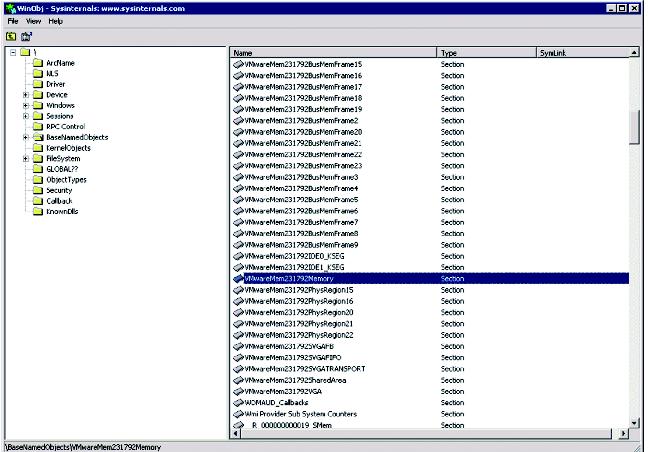 WinObj - Sysinternals: www.sysinternals.com
File View Help
\
ArcName
NLS
Driver
Device
Windows
Sessions
RPC Control
BaseNamedObjects
KernelObjects
FileSystem
GLOBAL??
ObjectTypes
Security
Callback
KnownDlls
Name Type SymLink
VMwareMem231792BusMemFrame15 Section
VMwareMem231792BusMemFrame16 Section
VMwareMem231792BusMemFrame17 Section
VMwareMem231792BusMemFrame18 Section
VMwareMem231792BusMemFrame19 Section
VMwareMem231792BusMemFrame2 Section
VMwareMem231792BusMemFrame20 Section
VMwareMem231792BusMemFrame21 Section
VMwareMem231792BusMemFrame22 Section
VMwareMem231792BusMemFrame23 Section
VMwareMem231792BusMemFrame3 Section
VMwareMem231792BusMemFrame4 Section
VMwareMem231792BusMemFrame5 Section
VMwareMem231792BusMemFrame6 Section
VMwareMem231792BusMemFrame7 Section
VMwareMem231792BusMemFrame8 Section
VMwareMem231792BusMemFrame9 Section
VMwareMem231792IDE0_KSEG Section
VMwareMem231792IDE1_KSEG Section
VMwareMem231792Memory Section
VMwareMem231792PhysRegion15 Section
VMwareMem231792PhysRegion16 Section
VMwareMem231792PhysRegion20 Section
VMwareMem231792PhysRegion21 Section
VMwareMem231792PhysRegion22 Section
VMwareMem231792SVGAFB Section
VMwareMem231792SVGAFIFO Section
VMwareMem231792SVGATRANSPORT Section
VMwareMem231792SharedArea Section
VMwareMem231792VGA Section
WDMAUD_Callbacks Section
Wmi Provider Sub System Counters Section
__R_000000000019_SMem__ Section
\BaseNamedObjects\VMwareMem231792Memory